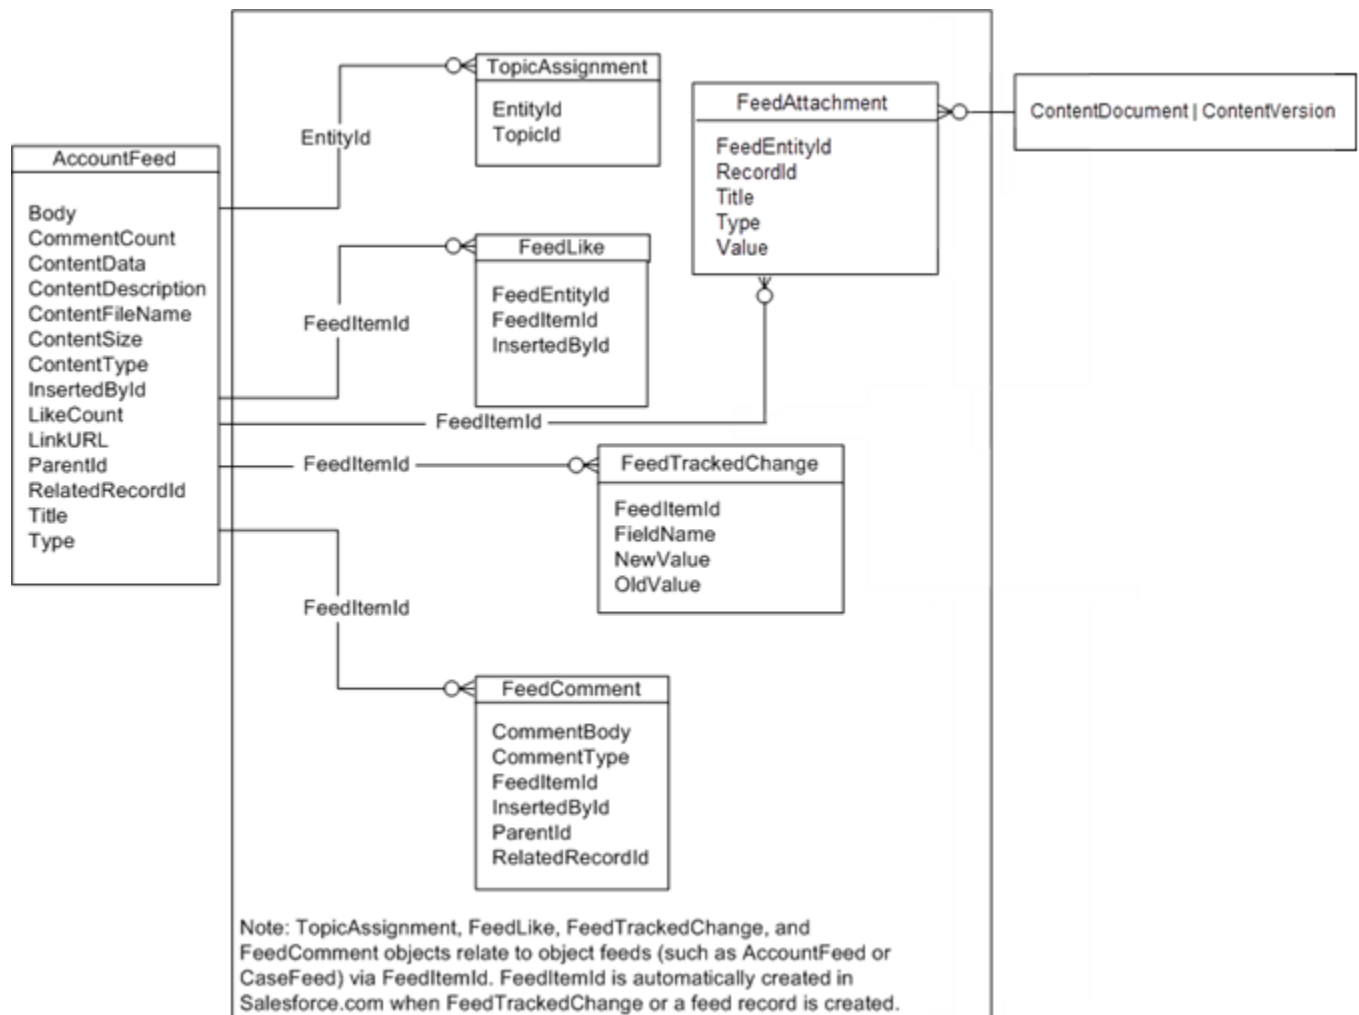 AccountFeed
Body
CommentCount
ContentData
ContentDescription
ContentFileName
ContentSize
ContentType
InsertedById
LikeCount
LinkURL
ParentId
RelatedRecordId
Title
Type
EntityId
FeedItemId
FeedItemId
FeedItemId
FeedItemId
TopicAssignment
EntityId
TopicId
FeedLike
FeedEntityId
FeedItemId
InsertedById
FeedAttachment
FeedEntityId
RecordId
Title
Type
Value
ContentDocument | ContentVersion
FeedTrackedChange
FeedItemId
FieldName
NewValue
OldValue
FeedComment
CommentBody
CommentType
FeedItemId
InsertedById
ParentId
RelatedRecordId
Note: TopicAssignment, FeedLike, FeedTrackedChange, and
FeedComment objects relate to object feeds (such as AccountFeed or
CaseFeed) via FeedItemId. FeedItemId is automatically created in
Salesforce.com when FeedTrackedChange or a feed record is created.